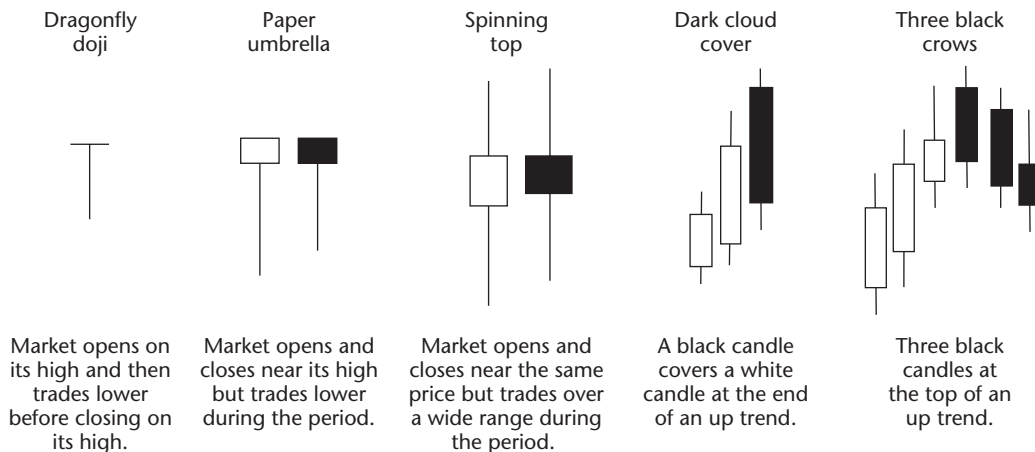 Dragonfly
doji
Paper
umbrella
Spinning
top
Dark cloud
cover
Three black
crows
Market opens on
its high and then
trades lower
before closing on
its high.
Market opens and
closes near its high
but trades lower
during the period.
Market opens and
closes near the same
price but trades over
a wide range during
the period.
A black candle
covers a white
candle at the end
of an up trend.
Three black
candles at
the top of an
up trend.